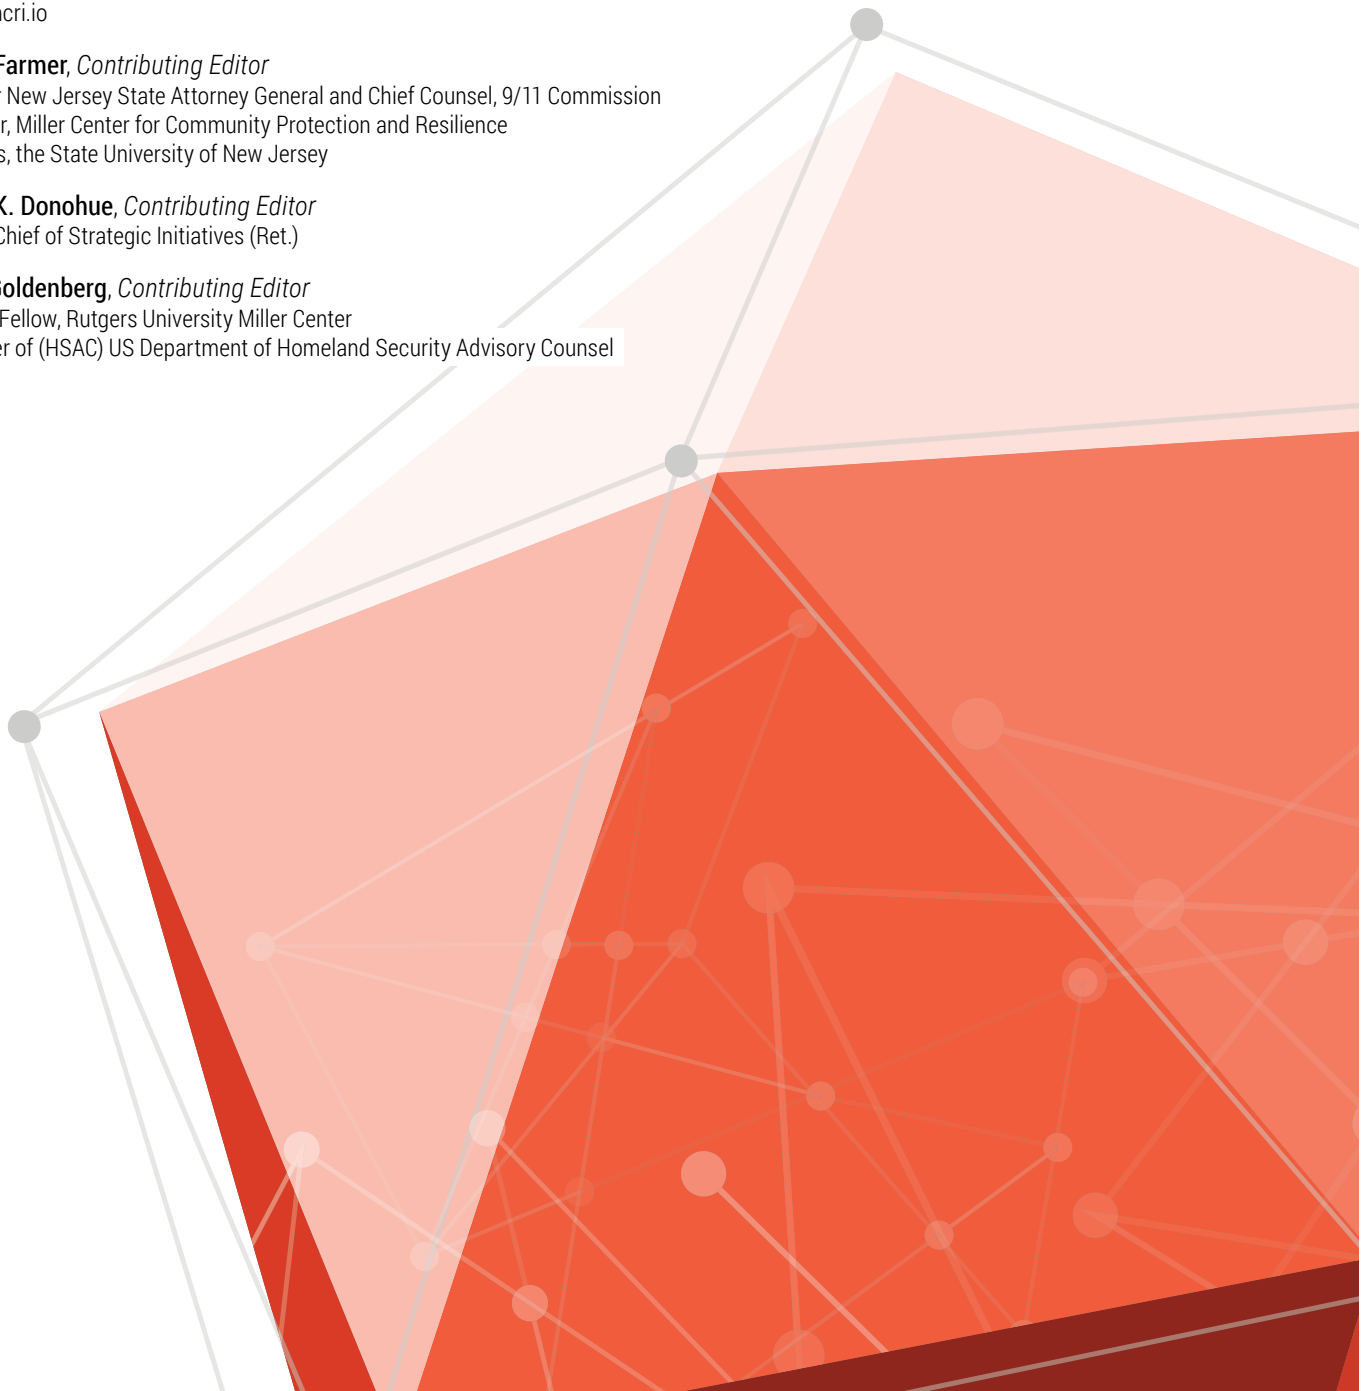 ncri.io
Farmer, Contributing Editor
r New Jersey State Attorney General and Chief Counsel, 9/11 Commission
r, Miller Center for Community Protection and Resilience
s, the State University of New Jersey
K. Donohue, Contributing Editor
Chief of Strategic Initiatives (Ret.)
Goldenberg, Contributing Editor
Fellow, Rutgers University Miller Center
er of (HSAC) US Department of Homeland Security Advisory Counsel